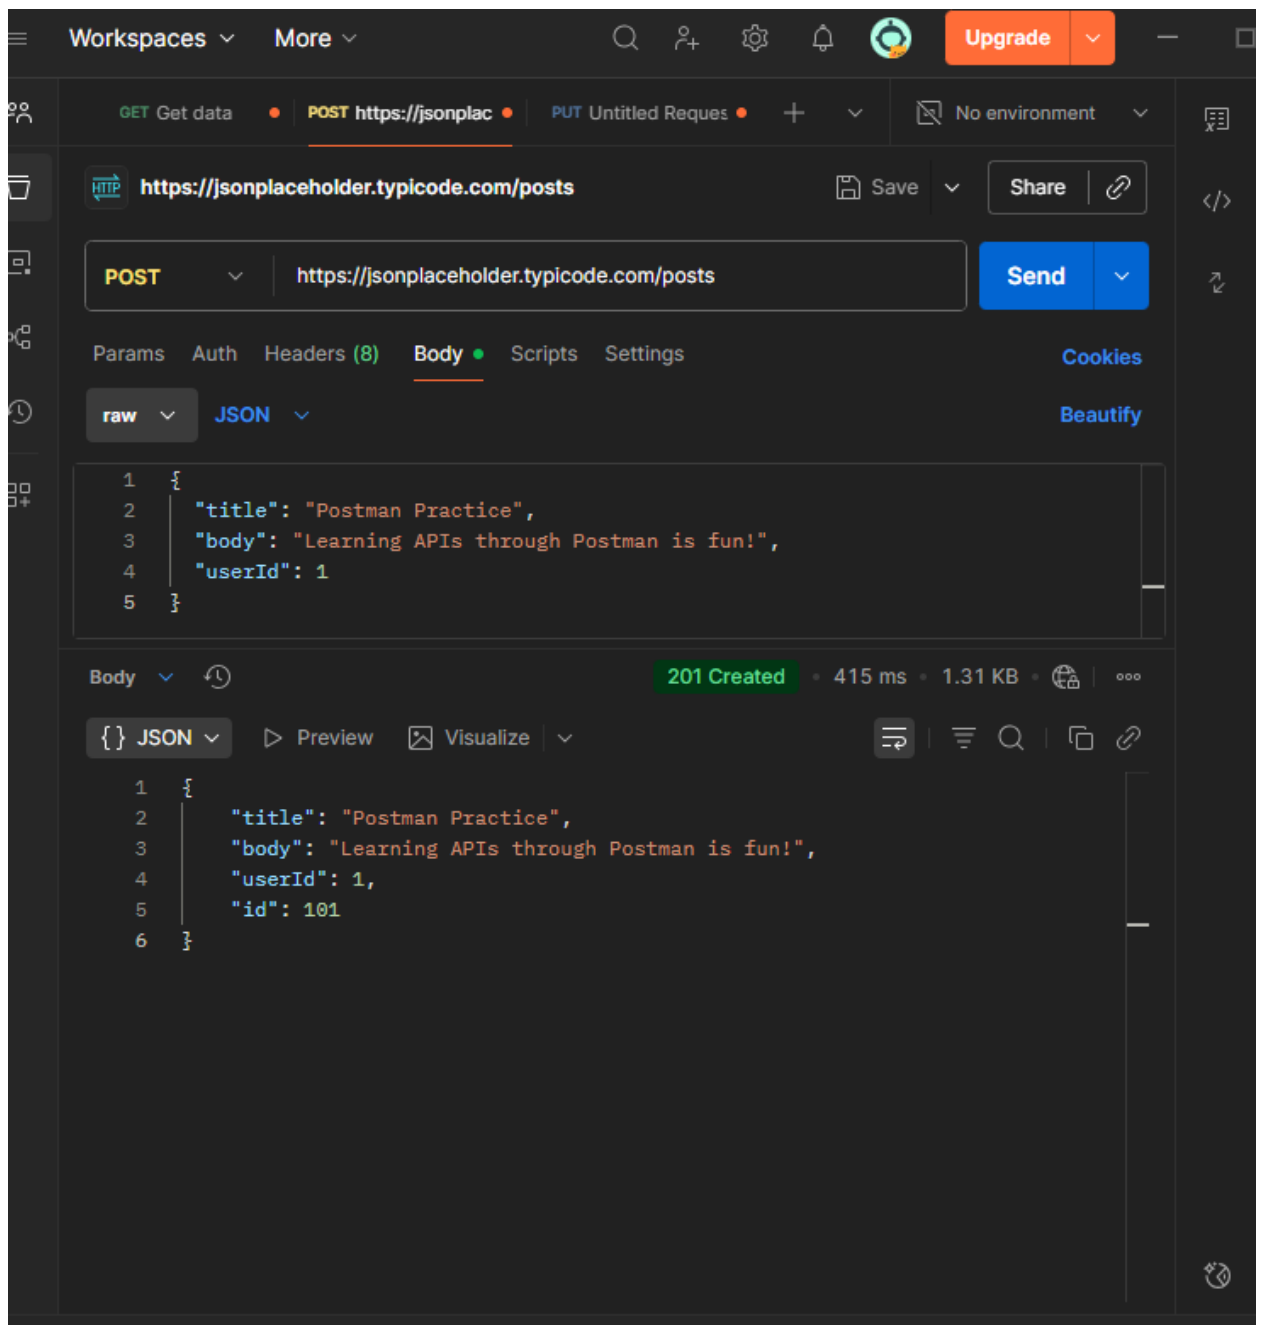 Workspaces More Upgrade
GET Get data POST https://jsonplac PUT Untitled Reques No environment
HTTP https://jsonplaceholder.typicode.com/posts Save Share
POST https://jsonplaceholder.typicode.com/posts Send
Params Auth Headers (8) Body Scripts Settings Cookies
raw JSON Beautify
1 {
2 "title": "Postman Practice",
3 "body": "Learning APIs through Postman is fun!",
4 "userId": 1
5 }
Body 201 Created • 415 ms • 1.31 KB •
{} JSON Preview Visualize
1 {
2 "title": "Postman Practice",
3 "body": "Learning APIs through Postman is fun!",
4 "userId": 1,
5 "id": 101
6 }